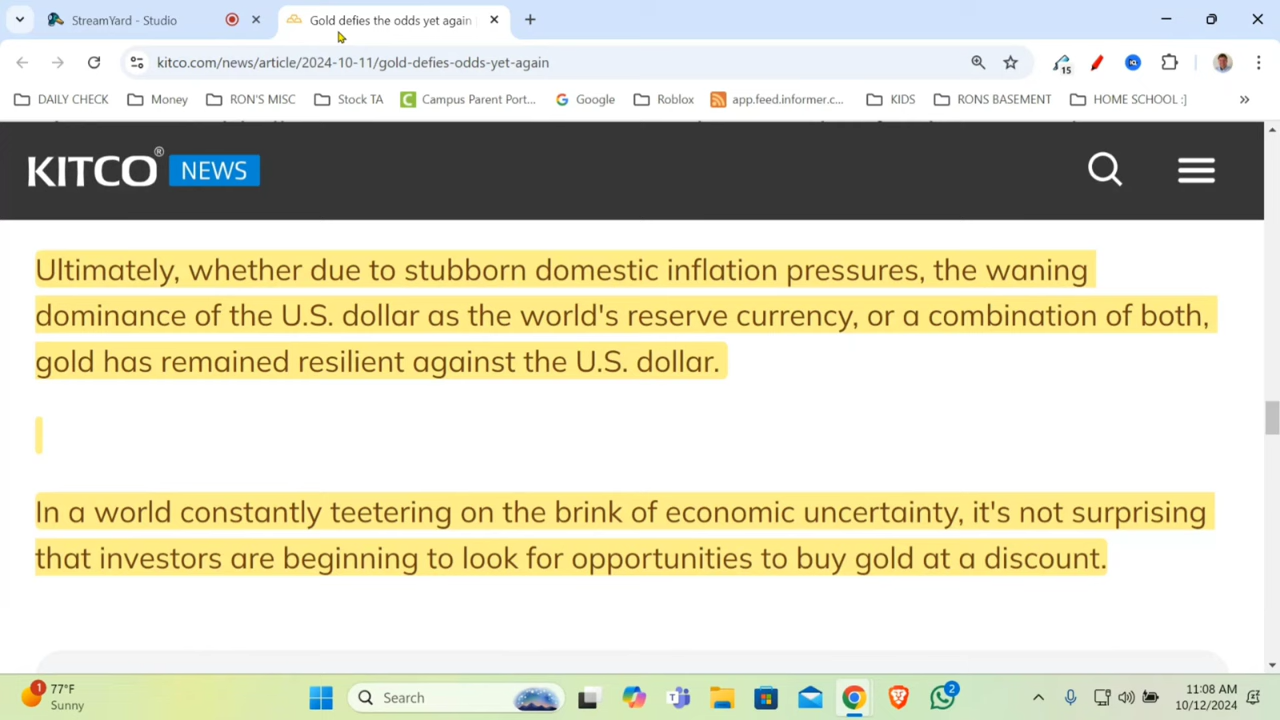 StreamYard - Studio
Gold defies the odds yet again
kitco.com/news/article/2024-10-11/gold-defies-odds-yet-again
15
DAILY CHECK Money RON'S MISC Stock TA Campus Parent Port... Google Roblox app.feed.informer.c... KIDS RONS BASEMENT HOME SCHOOL :] »
KITCO® NEWS
Ultimately, whether due to stubborn domestic inflation pressures, the waning
dominance of the U.S. dollar as the world's reserve currency, or a combination of both,
gold has remained resilient against the U.S. dollar.
In a world constantly teetering on the brink of economic uncertainty, it's not surprising
that investors are beginning to look for opportunities to buy gold at a discount.
1
77°F
Sunny
Search
2
11:08 AM
10/12/2024